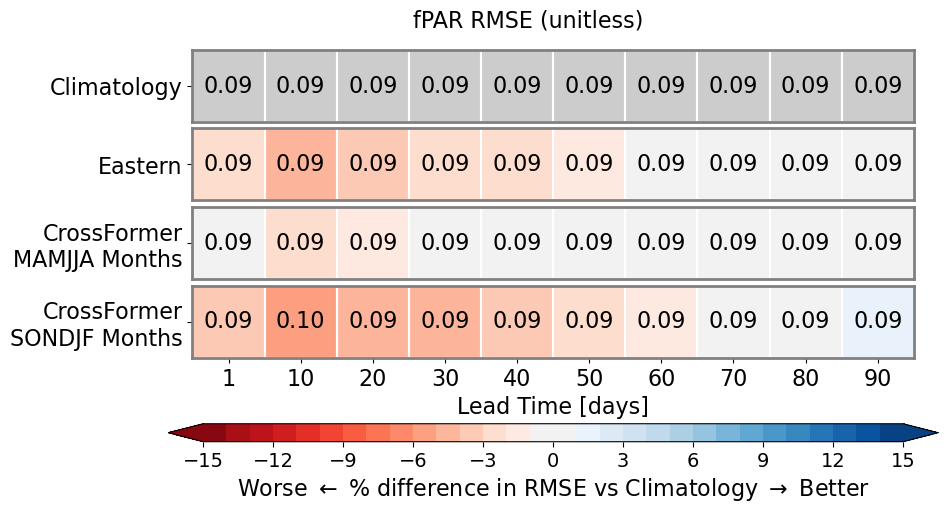 fPAR RMSE (unitless)
Climatology 0.09 0.09 0.09 0.09 0.09 0.09 0.09 0.09 0.09 0.09
Eastern 0.09 0.09 0.09 0.09 0.09 0.09 0.09 0.09 0.09 0.09
CrossFormer
MAMJJA Months
0.09 0.09 0.09 0.09 0.09 0.09 0.09 0.09 0.09 0.09
CrossFormer
SONDJF Months
0.09 0.10 0.09 0.09 0.09 0.09 0.09 0.09 0.09 0.09
1 10 20 30 40 50 60 70 80 90
Lead Time [days]
−15 −12 −9 −6 −3 0 3 6 9 12 15
Worse ← % difference in RMSE vs Climatology → Better